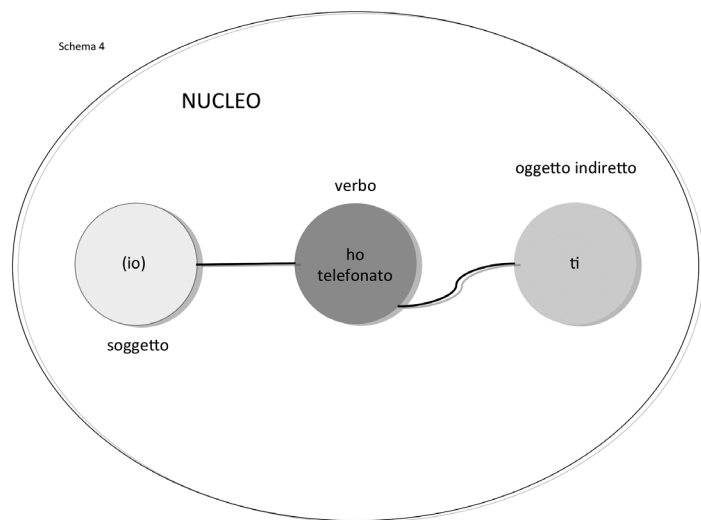 Schema 4
NUCLEO
oggetto indiretto
verbo
(io)
ho
telefonato
ti
soggetto